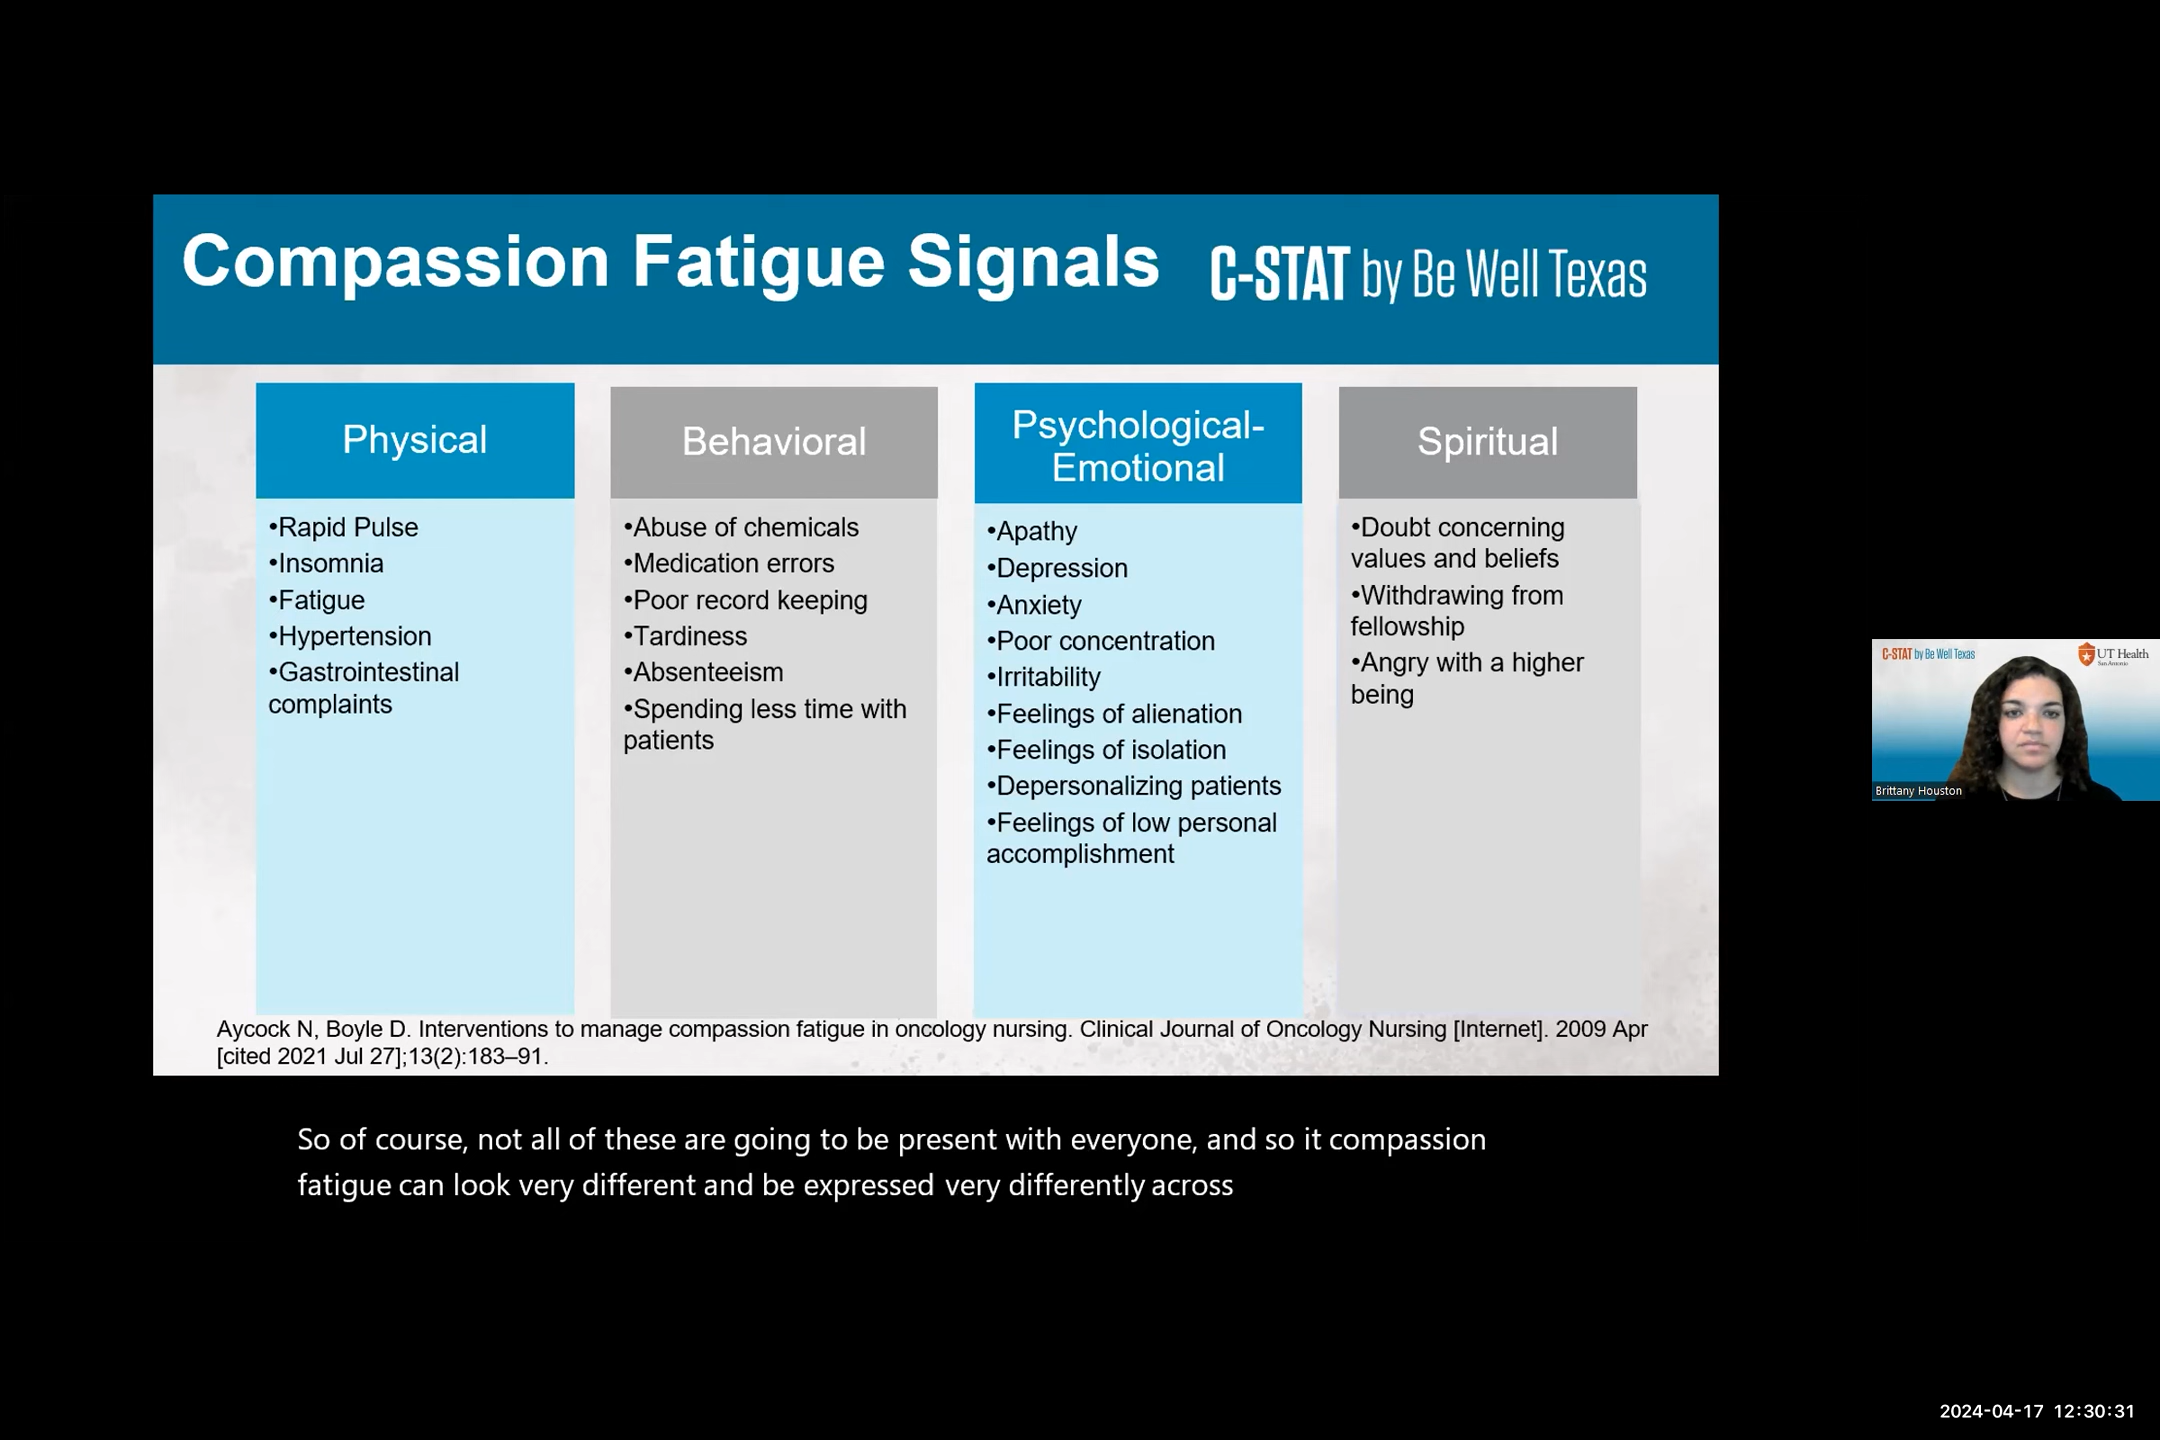 Compassion Fatigue Signals
C-STAT by Be Well Texas
Physical
•Rapid Pulse
•Insomnia
•Fatigue
•Hypertension
•Gastrointestinal
complaints
Behavioral
•Abuse of chemicals
•Medication errors
•Poor record keeping
•Tardiness
•Absenteeism
•Spending less time with
patients
Psychological-
Emotional
•Apathy
•Depression
•Anxiety
•Poor concentration
•Irritability
•Feelings of alienation
•Feelings of isolation
•Depersonalizing patients
•Feelings of low personal
accomplishment
Spiritual
•Doubt concerning
values and beliefs
•Withdrawing from
fellowship
•Angry with a higher
being
Aycock N, Boyle D. Interventions to manage compassion fatigue in oncology nursing. Clinical Journal of Oncology Nursing [Internet]. 2009 Apr
[cited 2021 Jul 27];13(2):183–91.
C-STAT by Be Well Texas
UT Health
San Antonio
Brittany Houston
So of course, not all of these are going to be present with everyone, and so it compassion
fatigue can look very different and be expressed very differently across
2024-04-17 12:30:31